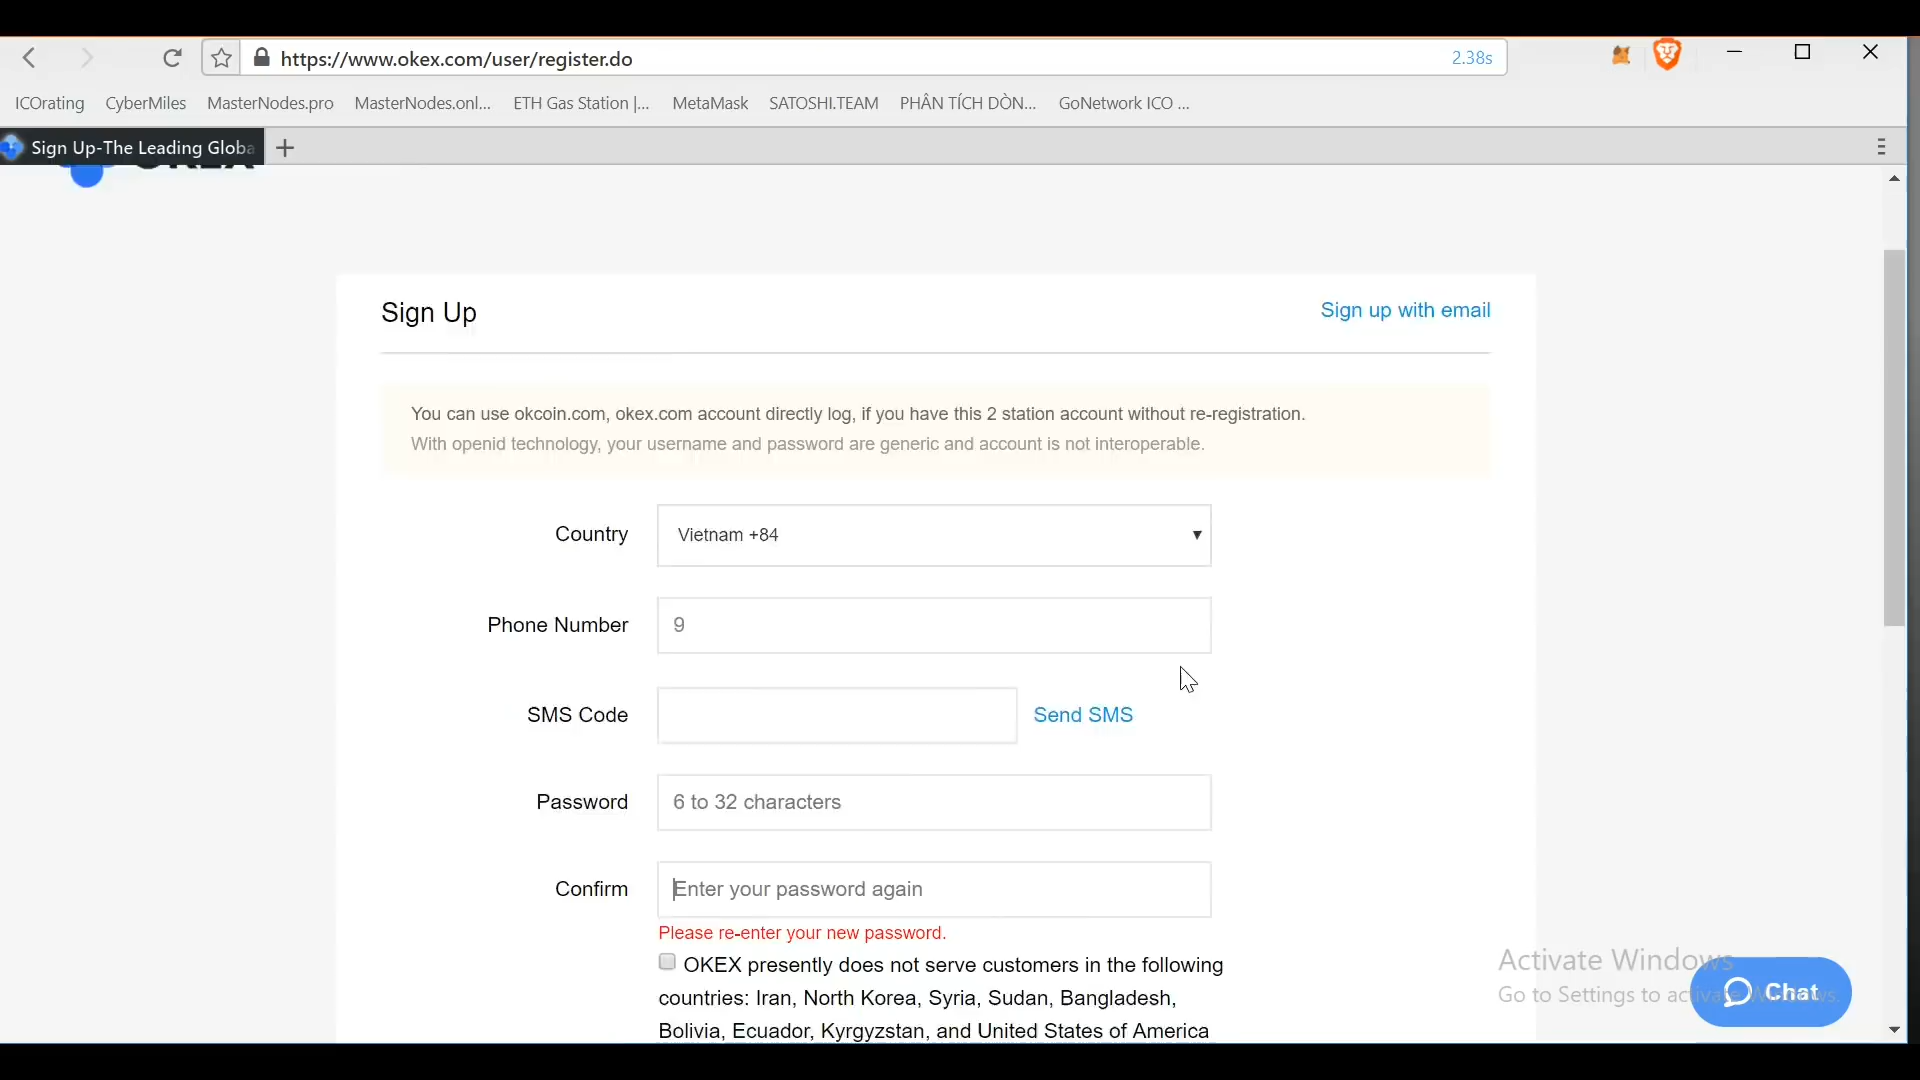 https://www.okex.com/user/register.do 2.38s
ICOrating CyberMiles MasterNodes.pro MasterNodes.onl... ETH Gas Station |... MetaMask SATOSHI.TEAM PHÂN TÍCH DÒN... GoNetwork ICO ...
Sign Up-The Leading Globa
Sign Up Sign up with email
You can use okcoin.com, okex.com account directly log, if you have this 2 station account without re-registration.
With openid technology, your username and password are generic and account is not interoperable.
Country Vietnam +84
Phone Number 9
SMS Code Send SMS
Password 6 to 32 characters
Confirm Enter your password again
Please re-enter your new password.
OKEX presently does not serve customers in the following
countries: Iran, North Korea, Syria, Sudan, Bangladesh,
Bolivia, Ecuador, Kyrgyzstan, and United States of America
Activate Windows
Go to Settings to activate Windows.
Chat